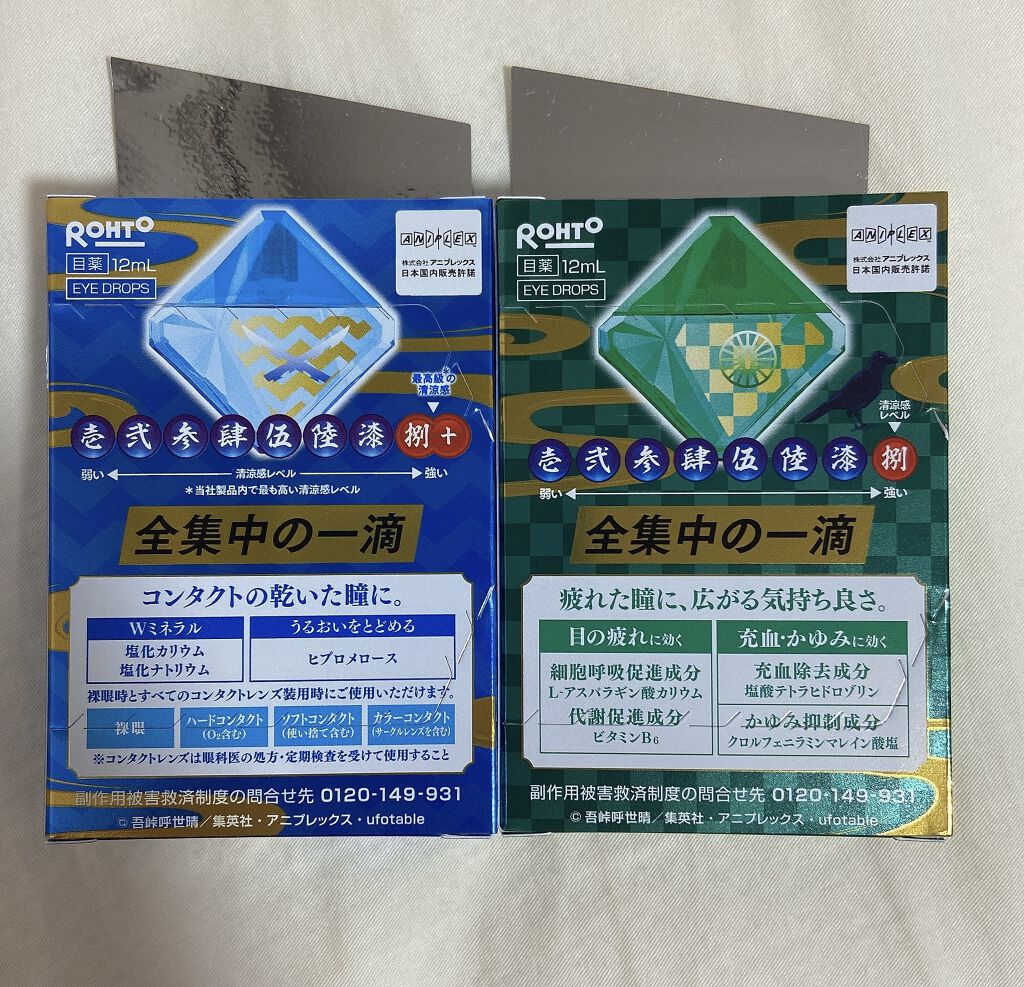 ROHTO
目薬 12mL
EYE DROPS
ANIPLEX
株式会社アニプレックス
日本国内販売許諾
最高級*の
清涼感
壱 弐 参 肆 伍 陸 漆 捌 +
弱い 清涼感レベル 強い
*当社製品内で最も高い清涼感レベル
全集中の一滴
コンタクトの乾いた瞳に。
Wミネラル
塩化カリウム
塩化ナトリウム
うるおいをとどめる
ヒプロメロース
裸眼時とすべてのコンタクトレンズ装用時にご使用いただけます。
裸眼
ハードコンタクト
(O₂含む)
ソフトコンタクト
(使い捨て含む)
カラーコンタクト
(サークルレンズを含む)
※コンタクトレンズは眼科医の処方・定期検査を受けて使用すること
副作用被害救済制度の問合せ先 0120-149-931
© 吾峠呼世晴/集英社・アニプレックス・ufotable
ROHTO
目薬 12mL
EYE DROPS
ANIPLEX
株式会社アニプレックス
日本国内販売許諾
清涼感
レベル
壱 弐 参 肆 伍 陸 漆 捌
弱い 強い
全集中の一滴
疲れた瞳に、広がる気持ち良さ。
目の疲れに効く
細胞呼吸促進成分
L-アスパラギン酸カリウム
代謝促進成分
ビタミンB₆
充血・かゆみに効く
充血除去成分
塩酸テトラヒドロゾリン
かゆみ抑制成分
クロルフェニラミンマレイン酸塩
副作用被害救済制度の問合せ先 0120-149-931
© 吾峠呼世晴/集英社・アニプレックス・ufotable